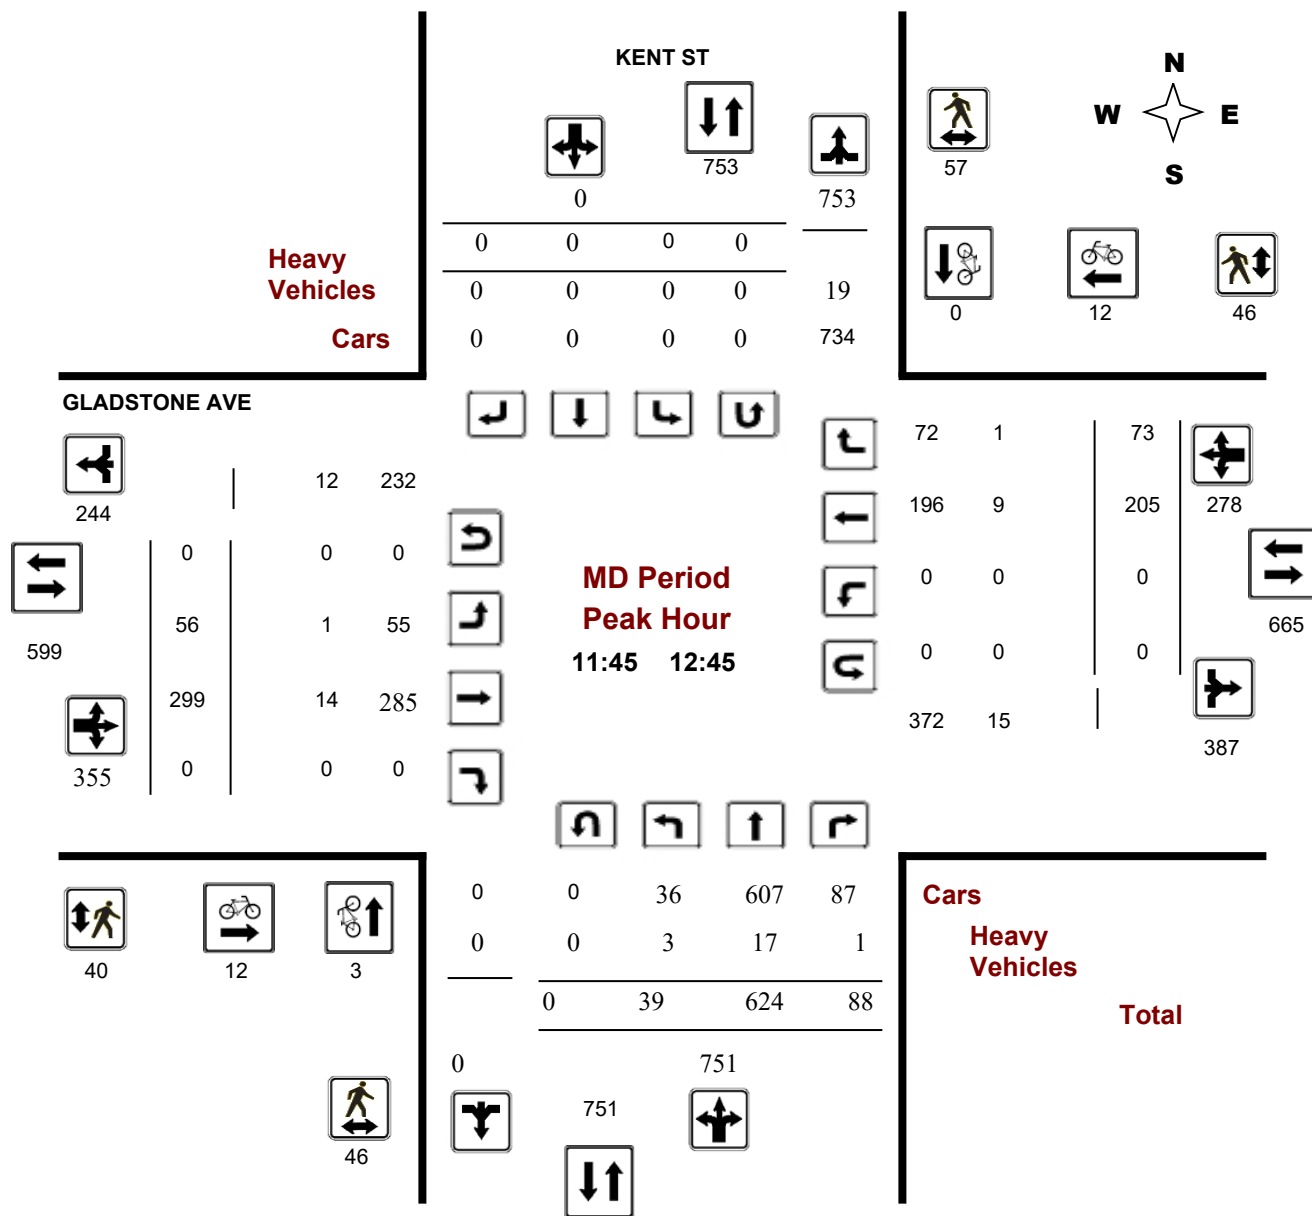 KENT ST
N
W E
S
753
57
0 753
0 0 0 0
Heavy
Vehicles
0 0 0 0 19
0 12 46
Cars
0 0 0 0 734
GLADSTONE AVE
72 1 73
12 232
244
196 9 205 278
0 0 0
MD Period
0 0 0
Peak Hour
56 1 55
599
665
11:45 12:45
0 0 0
299 14 285
372 15
387
355
0 0 0
0 0 36 607 87
Cars
0 0 3 17 1
Heavy
Vehicles
40 12 3
0 39 624 88
Total
0 751
751
46